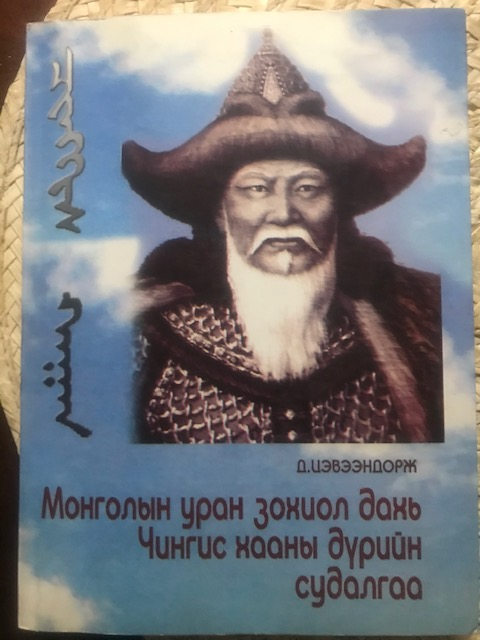 Д.ЦЭВЭЭНДОРЖ
Монголын уран зохиол дахь
Чингис хааны дүрийн
судалгаа